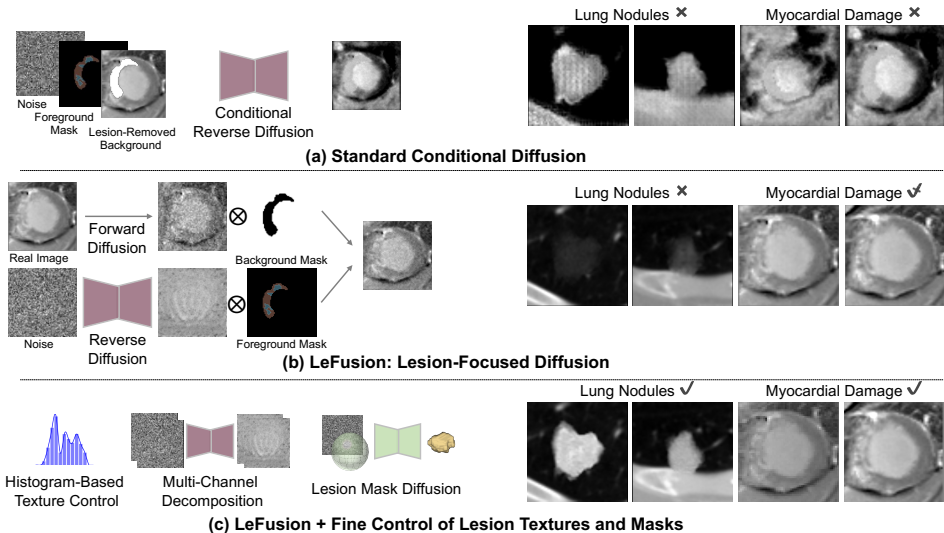 Lung Nodules ×
Myocardial Damage ×
Noise
Foreground
Mask
Lesion-Removed
Background
Conditional
Reverse Diffusion
(a) Standard Conditional Diffusion
Lung Nodules ×
Myocardial Damage
Real Image
Forward
Diffusion
Background Mask
Noise
Reverse
Diffusion
Foreground Mask
(b) LeFusion: Lesion-Focused Diffusion
Lung Nodules ✓
Myocardial Damage ✓
Histogram-Based
Texture Control
Multi-Channel
Decomposition
Lesion Mask Diffusion
(c) LeFusion + Fine Control of Lesion Textures and Masks